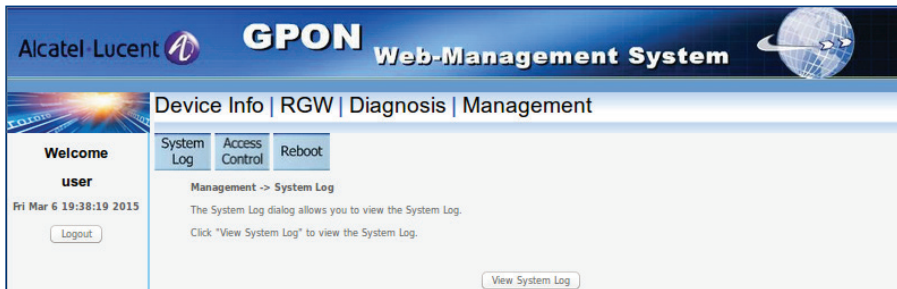 Alcatel·Lucent
GPON Web-Management System
Device Info | RGW | Diagnosis | Management
Welcome
user
Fri Mar 6 19:38:19 2015
Logout
System Log
Access Control
Reboot
Management -> System Log
The System Log dialog allows you to view the System Log.
Click "View System Log" to view the System Log.
View System Log